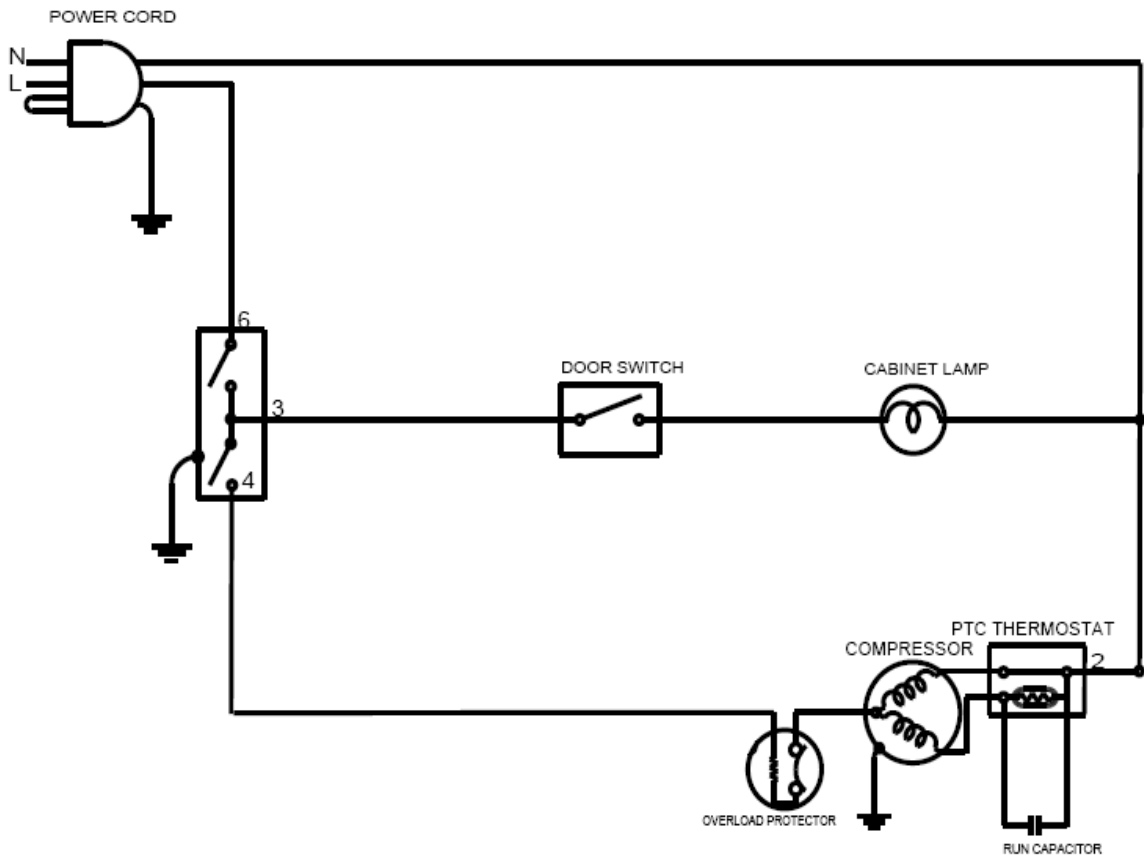 POWER CORD
N
L
6
DOOR SWITCH
CABINET LAMP
3
4
PTC THERMOSTAT
COMPRESSOR
2
OVERLOAD PROTECTOR
RUN CAPACITOR